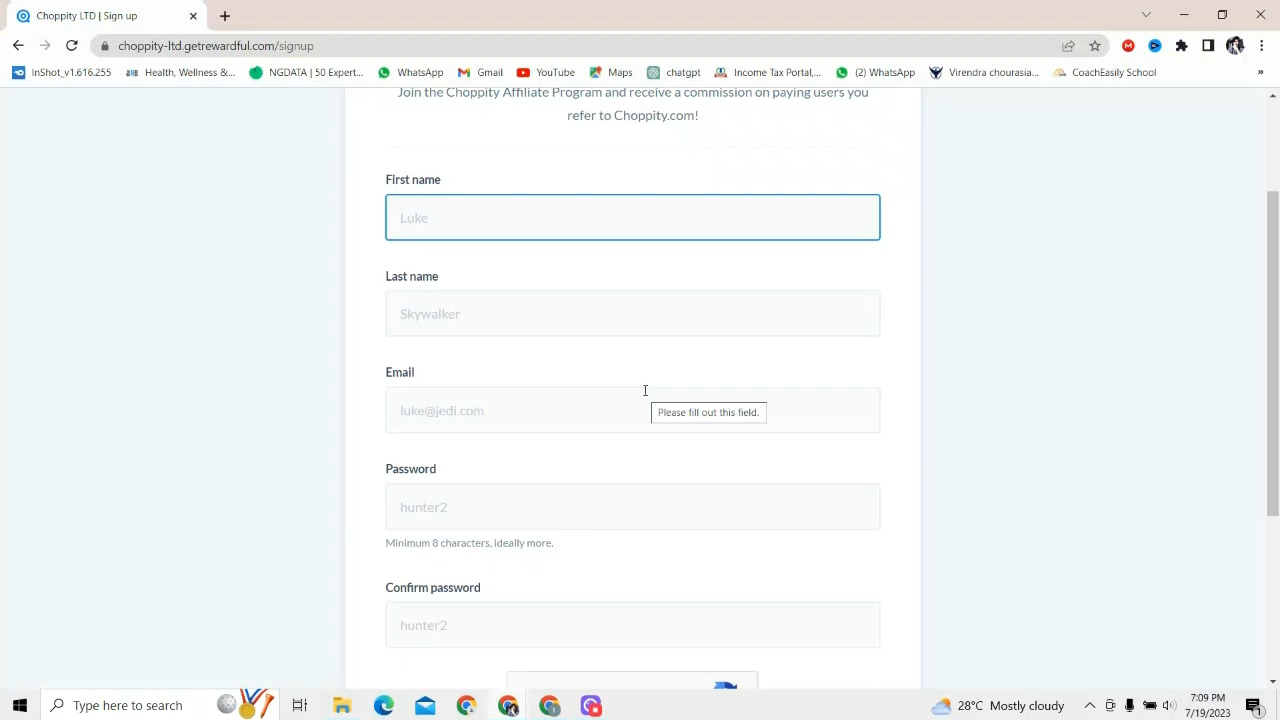 Choppity LTD | Sign up
choppity-ltd.getrewardful.com/signup
InShot_v1.616.255
Health, Wellness &...
NGDATA | 50 Expert...
WhatsApp
Gmail
YouTube
Maps
chatgpt
Income Tax Portal,...
(2) WhatsApp
Virendra chourasia...
CoachEasily School
»
Join the Choppity Affiliate Program and receive a commission on paying users you
refer to Choppity.com!
First name
Luke
Last name
Skywalker
Email
luke@jedi.com
Please fill out this field.
Password
hunter2
Minimum 8 characters, ideally more.
Confirm password
hunter2
Type here to search
28°C Mostly cloudy
7:09 PM
7/19/2023